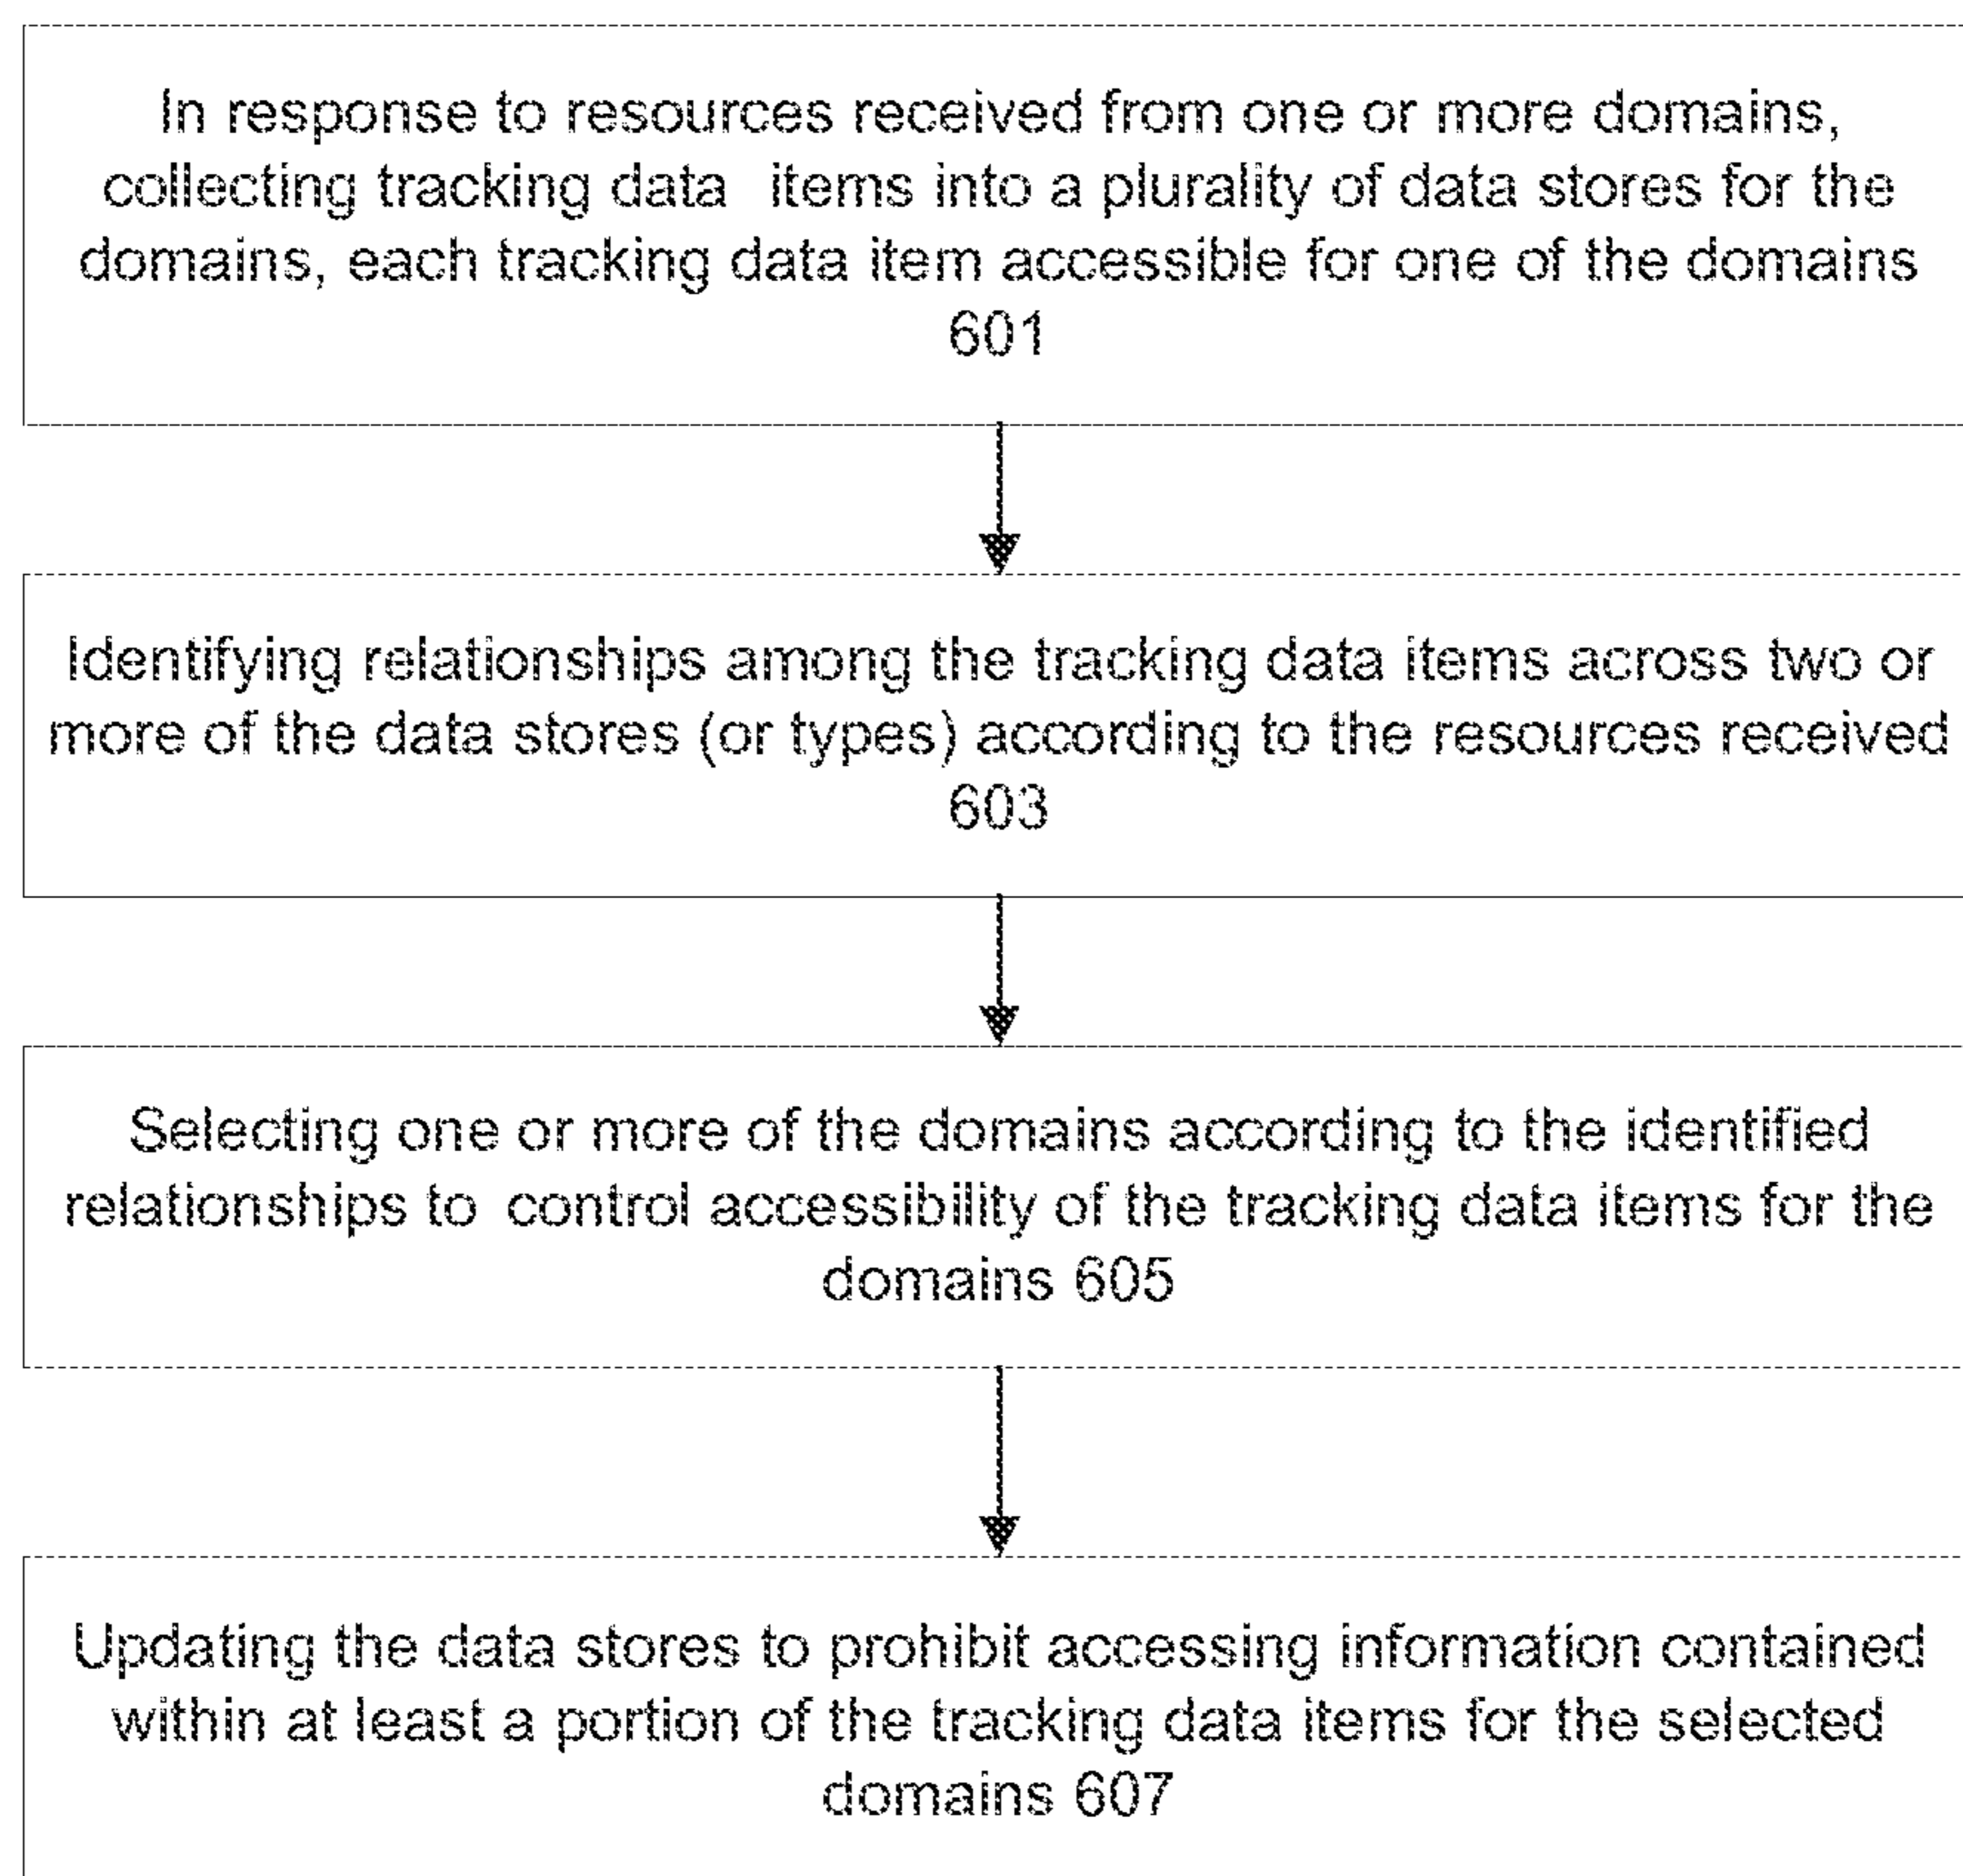 In response to resources received from one or more domains,
collecting tracking data items into a plurality of data stores for the
domains, each tracking data item accessible for one of the domains
601
Identifying relationships among the tracking data items across two or
more of the data stores (or types) according to the resources received
603
Selecting one or more of the domains according to the identified
relationships to control accessibility of the tracking data items for the
domains 605
Updating the data stores to prohibit accessing information contained
within at least a portion of the tracking data items for the selected
domains 607